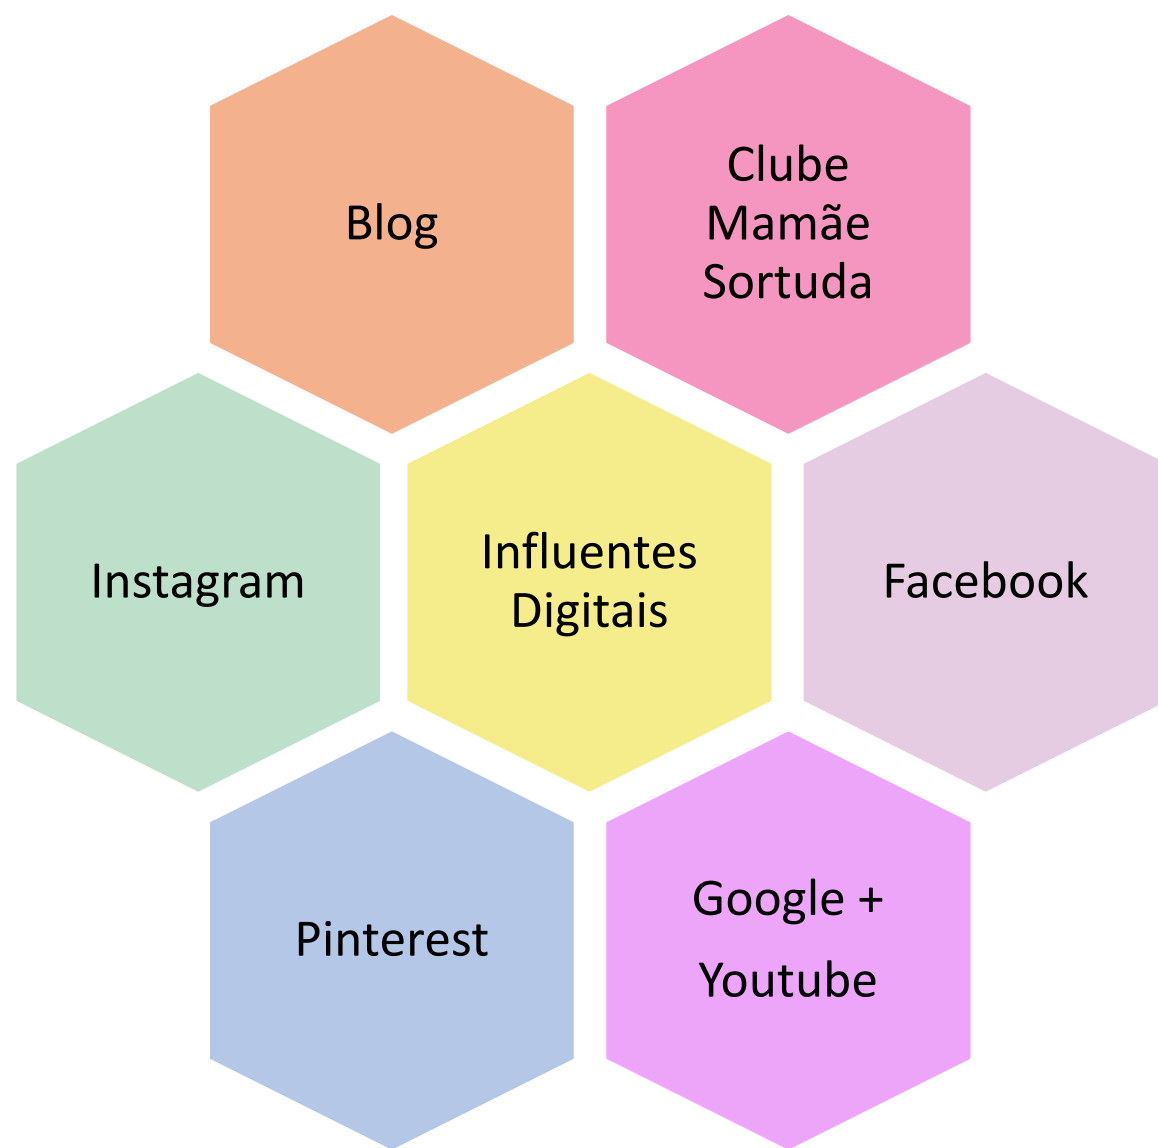 Blog
Clube
Mamãe
Sortuda
Instagram
Influentes
Digitais
Facebook
Pinterest
Google +
Youtube